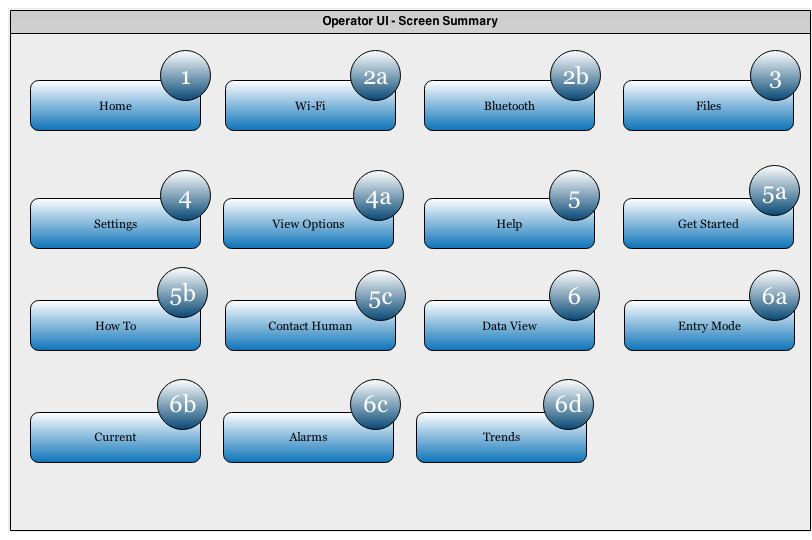 Operator UI - Screen Summary
1
Home
2a
Wi-Fi
2b
Bluetooth
3
Files
4
Settings
4a
View Options
5
Help
5a
Get Started
5b
How To
5c
Contact Human
6
Data View
6a
Entry Mode
6b
Current
6c
Alarms
6d
Trends